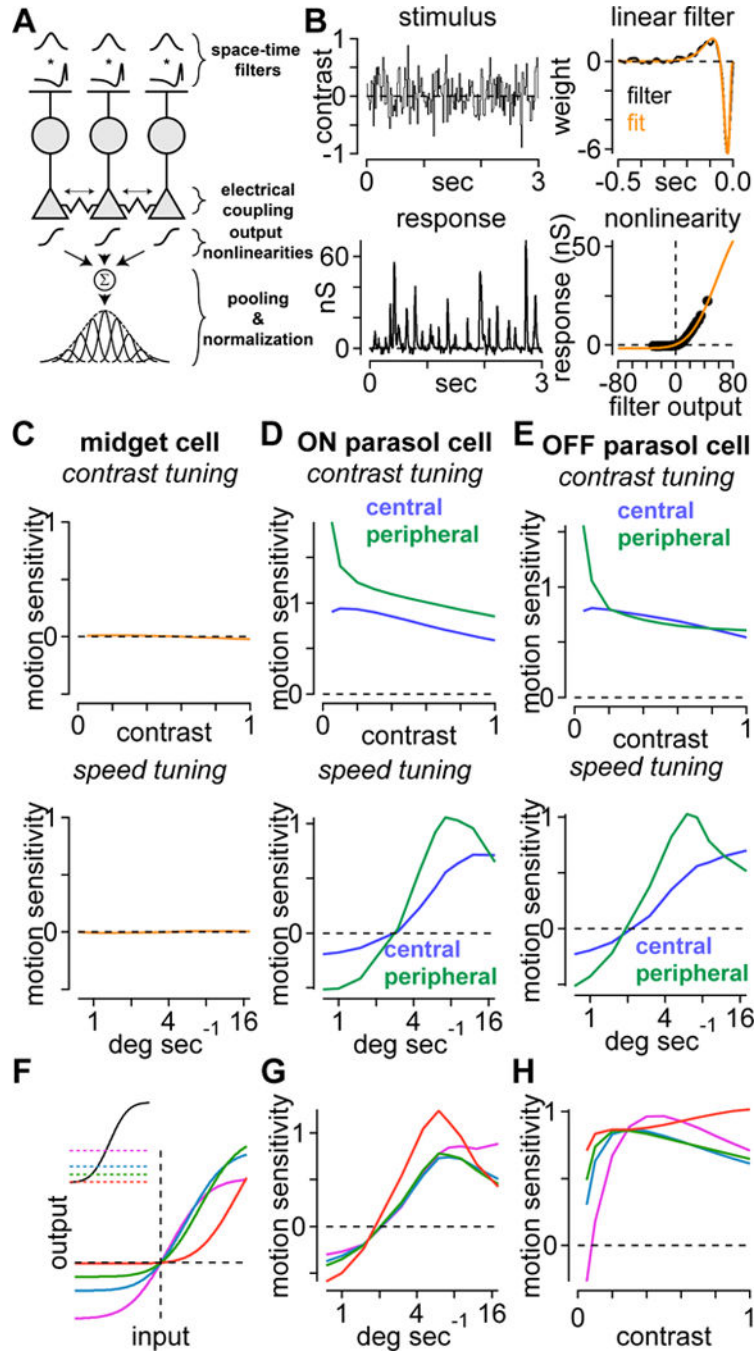 A
space-time
filters
*
*
*
electrical
coupling
output
nonlinearities
Σ
pooling
&
normalization
B
stimulus
contrast
1
0
-1
0
sec
3
linear filter
weight
0
-6
filter
fit
-0.5
sec
0.0
response
nS
60
0
0
sec
3
nonlinearity
response (nS)
50
0
-80
0
80
filter output
C
midget cell
contrast tuning
motion sensitivity
1
0
0
1
contrast
speed tuning
motion sensitivity
1
0
1
4
16
deg sec-1
D
ON parasol cell
contrast tuning
central
peripheral
motion sensitivity
1
0
0
1
contrast
speed tuning
motion sensitivity
1
0
central
peripheral
1
4
16
deg sec-1
E
OFF parasol cell
contrast tuning
central
peripheral
motion sensitivity
1
0
0
1
contrast
speed tuning
motion sensitivity
1
0
central
peripheral
1
4
16
deg sec-1
F
output
input
G
motion sensitivity
1
0
1
4
16
deg sec-1
H
motion sensitivity
1
0
0
1
contrast